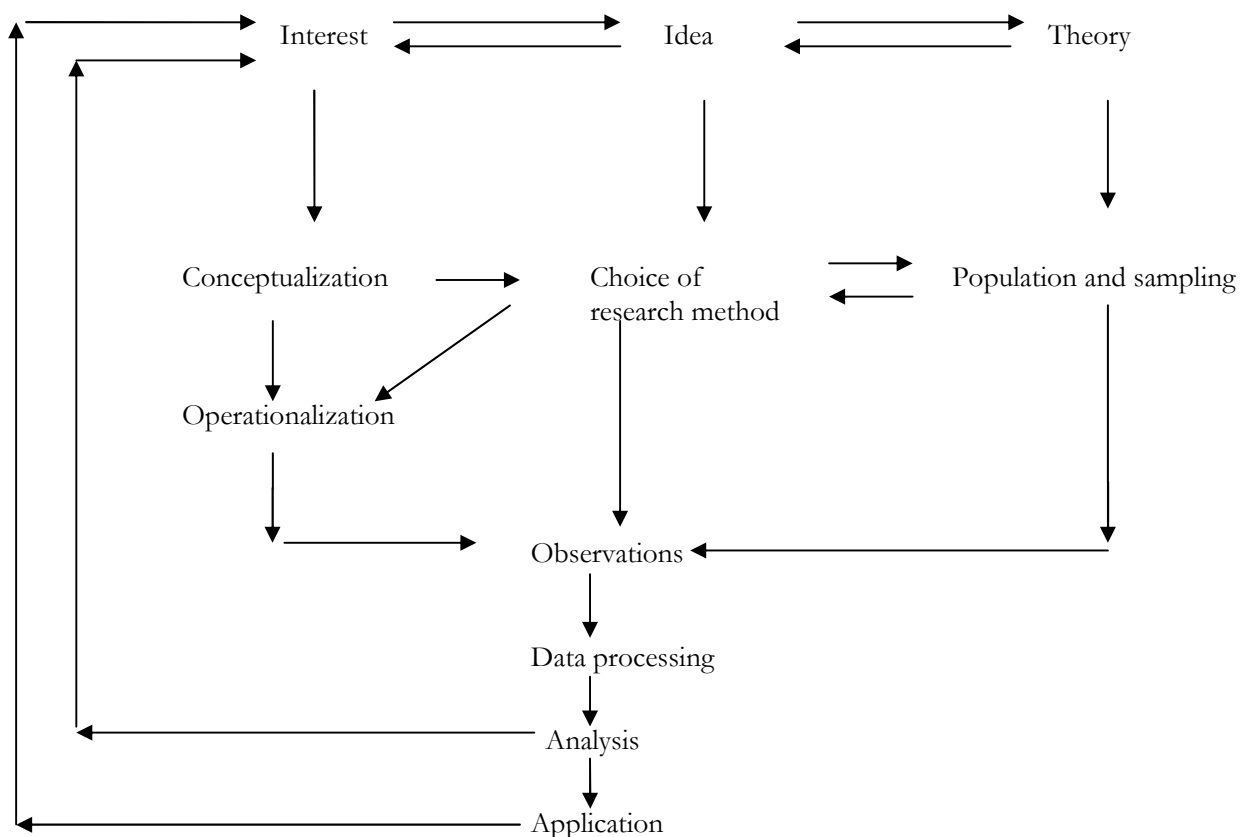 Interest
Idea
Theory
Conceptualization
Choice of
research method
Population and sampling
Operationalization
Observations
Data processing
Analysis
Application